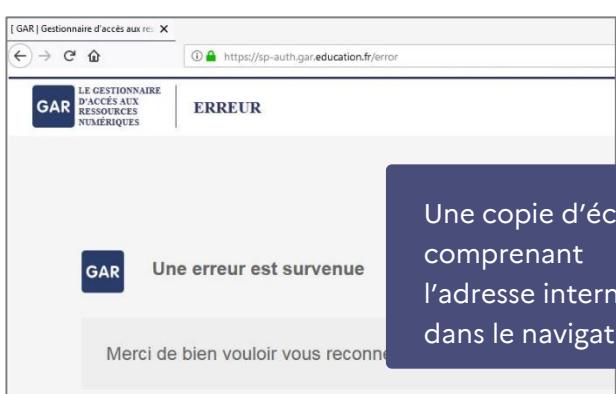 [ GAR | Gestionnaire d'accès aux re
https://sp-auth.gar.education.fr/error
GAR
LE GESTIONNAIRE
D'ACCÈS AUX
RESSOURCES
NUMÉRIQUES
ERREUR
GAR
Une erreur est survenue
Merci de bien vouloir vous reconne
Une copie d'éc
comprenant
l'adresse intern
dans le navigat